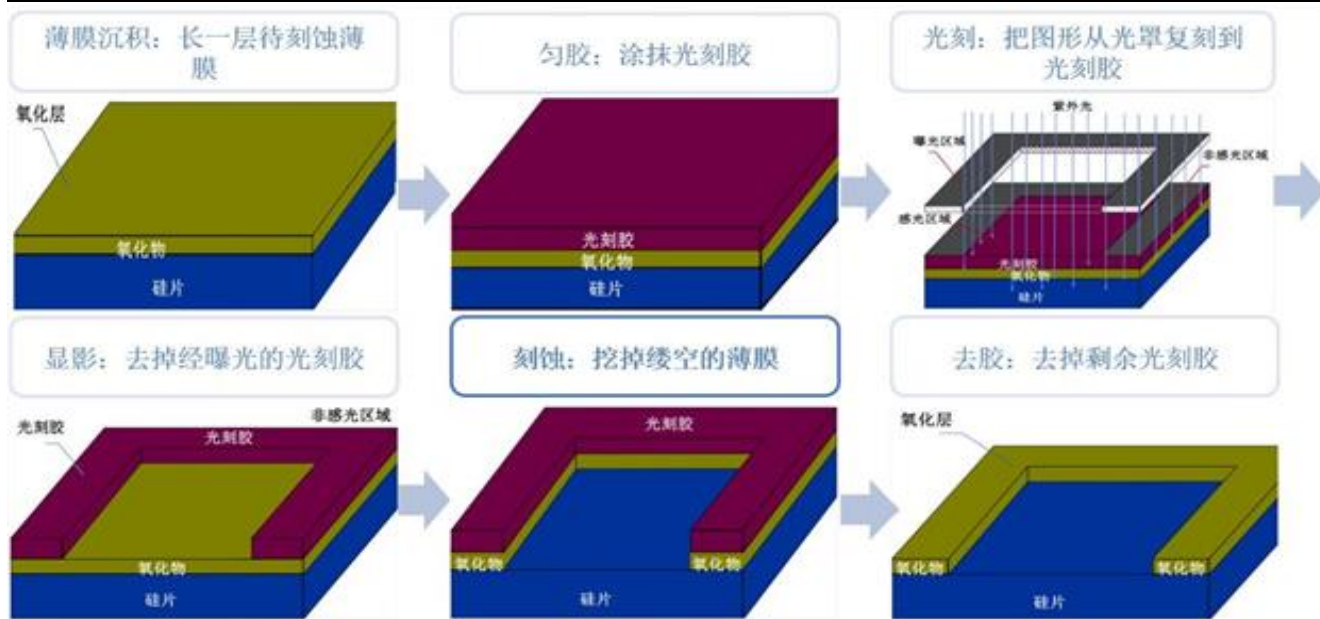 薄膜沉积：长一层待刻蚀薄
膜
匀胶：涂抹光刻胶
光刻：把图形从光罩复刻到
光刻胶
氧化层
氧化物
硅片
光刻胶
氧化物
硅片
紫外光
曝光区域
非感光区域
感光区域
光刻胶
氧化物
硅片
显影：去掉经曝光的光刻胶
刻蚀：挖掉缕空的薄膜
去胶：去掉剩余光刻胶
光刻胶
非感光区域
光刻胶
氧化物
硅片
光刻胶
氧化物
氧化物
硅片
氧化层
氧化物
氧化物
硅片